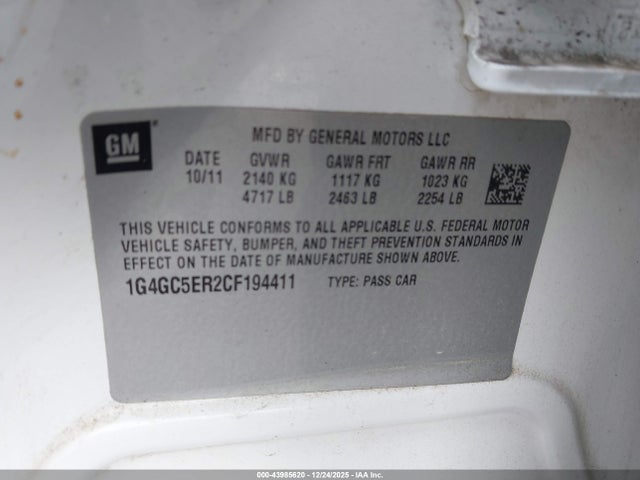 GM
MFD BY GENERAL MOTORS LLC
DATE GVWR GAWR FRT GAWR RR
10/11 2140 KG 1117 KG 1023 KG
4717 LB 2463 LB 2254 LB
THIS VEHICLE CONFORMS TO ALL APPLICABLE U.S. FEDERAL MOTOR
VEHICLE SAFETY, BUMPER, AND THEFT PREVENTION STANDARDS
IN EFFECT ON THE DATE OF MANUFACTURE SHOWN ABOVE.
1G4GC5ER2CF194411 TYPE: PASS CAR
000-43985620 - 12/24/2025 - IAAI.COM